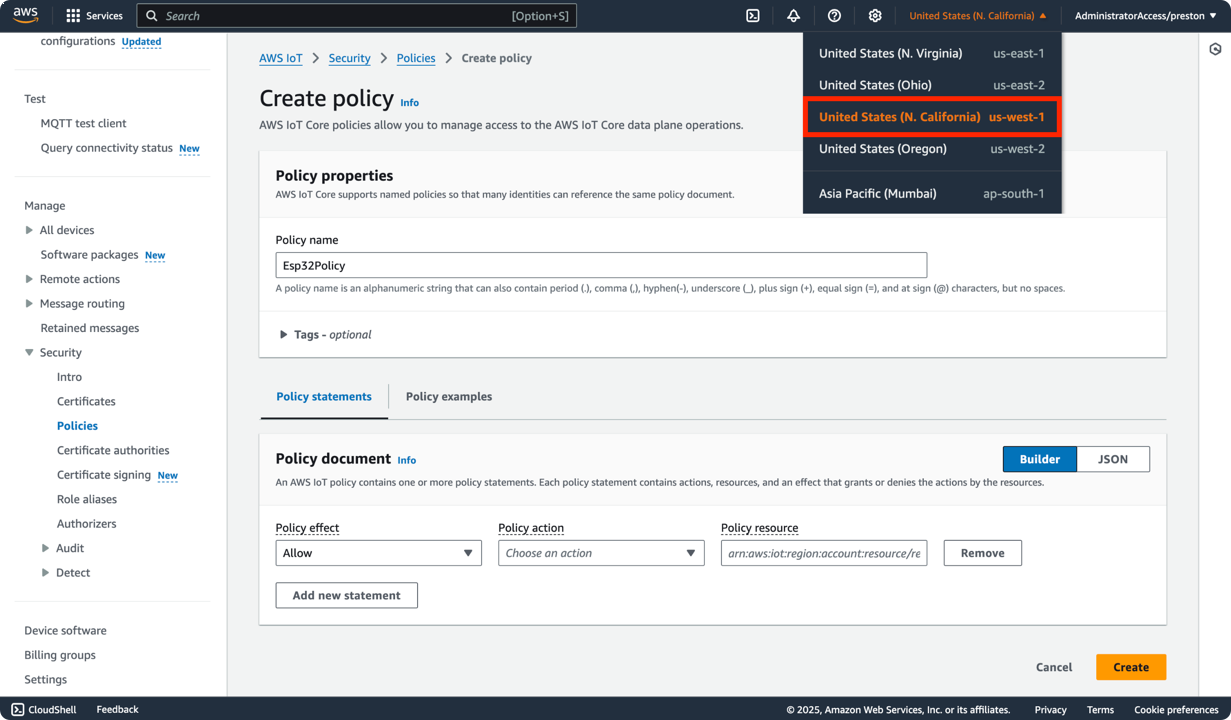 aws
Services
Search [Option+S]
United States (N. California)
AdministratorAccess/preston
United States (N. Virginia) us-east-1
United States (Ohio) us-east-2
United States (N. California) us-west-1
United States (Oregon) us-west-2
Asia Pacific (Mumbai) ap-south-1
configurations Updated
Test
MQTT test client
Query connectivity status New
Manage
All devices
Software packages New
Remote actions
Message routing
Retained messages
Security
Intro
Certificates
Policies
Certificate authorities
Certificate signing New
Role aliases
Authorizers
Audit
Detect
Device software
Billing groups
Settings
AWS IoT > Security > Policies > Create policy
Create policy Info
AWS IoT Core policies allow you to manage access to the AWS IoT Core data plane operations.
Policy properties
AWS IoT Core supports named policies so that many identities can reference the same policy document.
Policy name
Esp32Policy
A policy name is an alphanumeric string that can also contain period (.), comma (,), hyphen(-), underscore (_), plus sign (+), equal sign (=), and at sign (@) characters, but no spaces.
Tags - optional
Policy statements
Policy examples
Policy document Info
Builder
JSON
An AWS IoT policy contains one or more policy statements. Each policy statement contains actions, resources, and an effect that grants or denies the actions by the resources.
Policy effect
Policy action
Policy resource
Allow
Choose an action
arn:aws:iot:region:account:resource/re
Remove
Add new statement
Cancel
Create
CloudShell
Feedback
© 2025, Amazon Web Services, Inc. or its affiliates.
Privacy
Terms
Cookie preferences